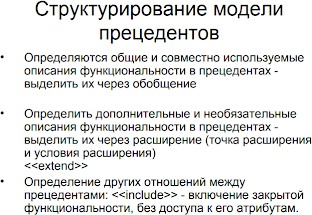 Структурирование модели
прецедентов
• Определяются общие и совместно используемые
описания функциональности в прецедентах -
выделить их через обобщение
• Определить дополнительные и необязательные
описания функциональности в прецедентах -
выделить их через расширение (точка расширения
и условия расширения)
<<extend>>
• Определение других отношений между
прецедентами: <<include>> - включение закрытой
функциональности, без доступа к его атрибутам.